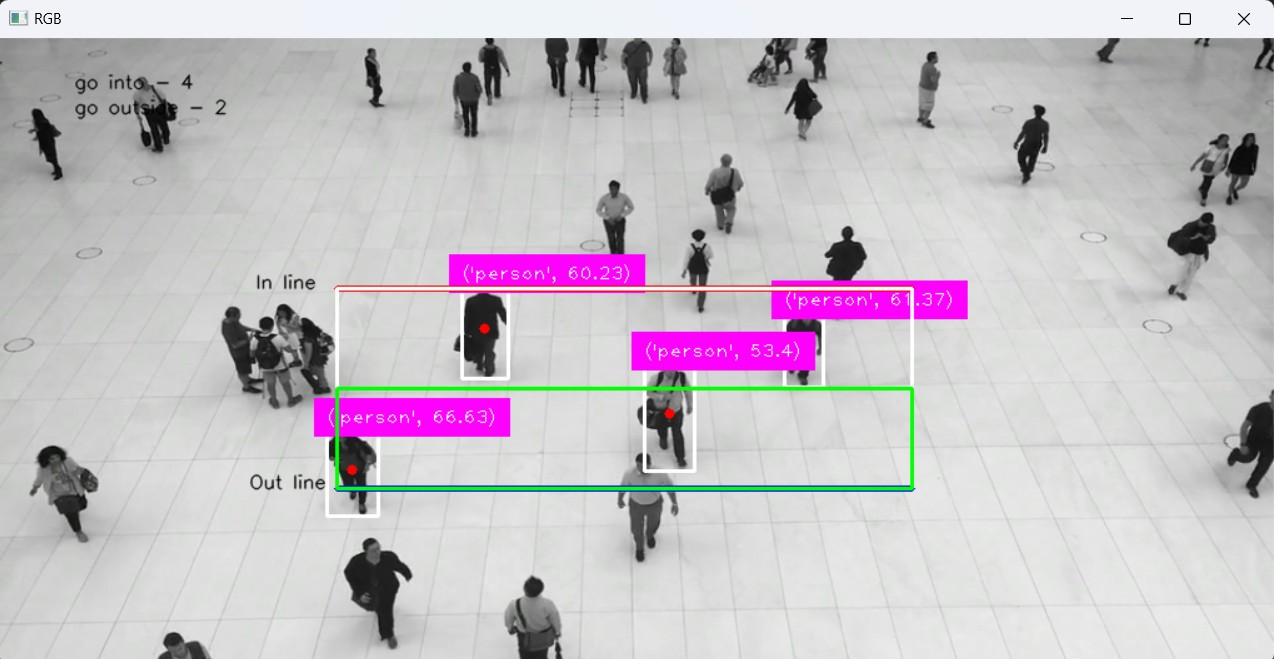 RGB
go into - 4
go outside - 2
('person', 60.23)
In line
('person', 61.37)
('person', 53.4)
('person', 66.63)
Out line